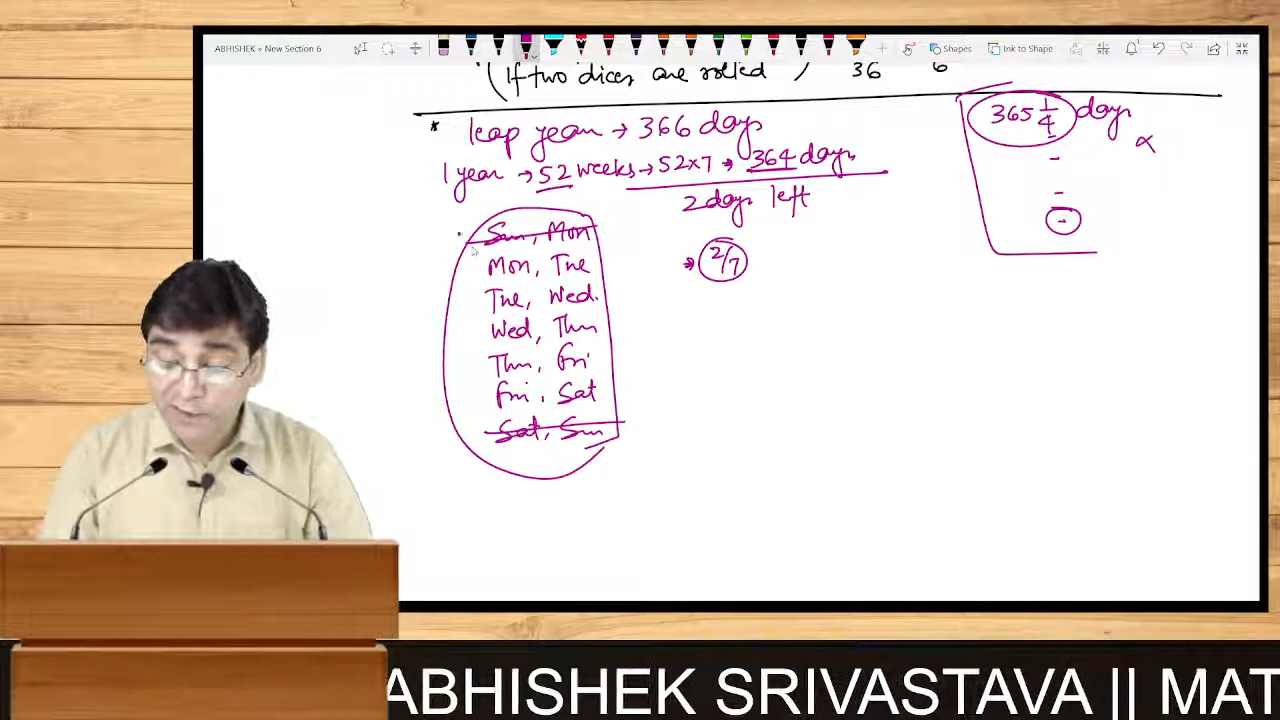 ABHISHEK « New Section 6
Shapes
Ink to Shape
(If two dices are rolled) 36 6
* leap year → 366 days
1 year → 52 weeks → 52x7 → 364 days
2 days left
365 1/4 days
Sun, Mon
Mon, Tue
Tue, Wed.
Wed, Thu
Thu, Fri
Fri, Sat
Sat, Sun
→ 2/7
ABHISHEK SRIVASTAVA || MAT